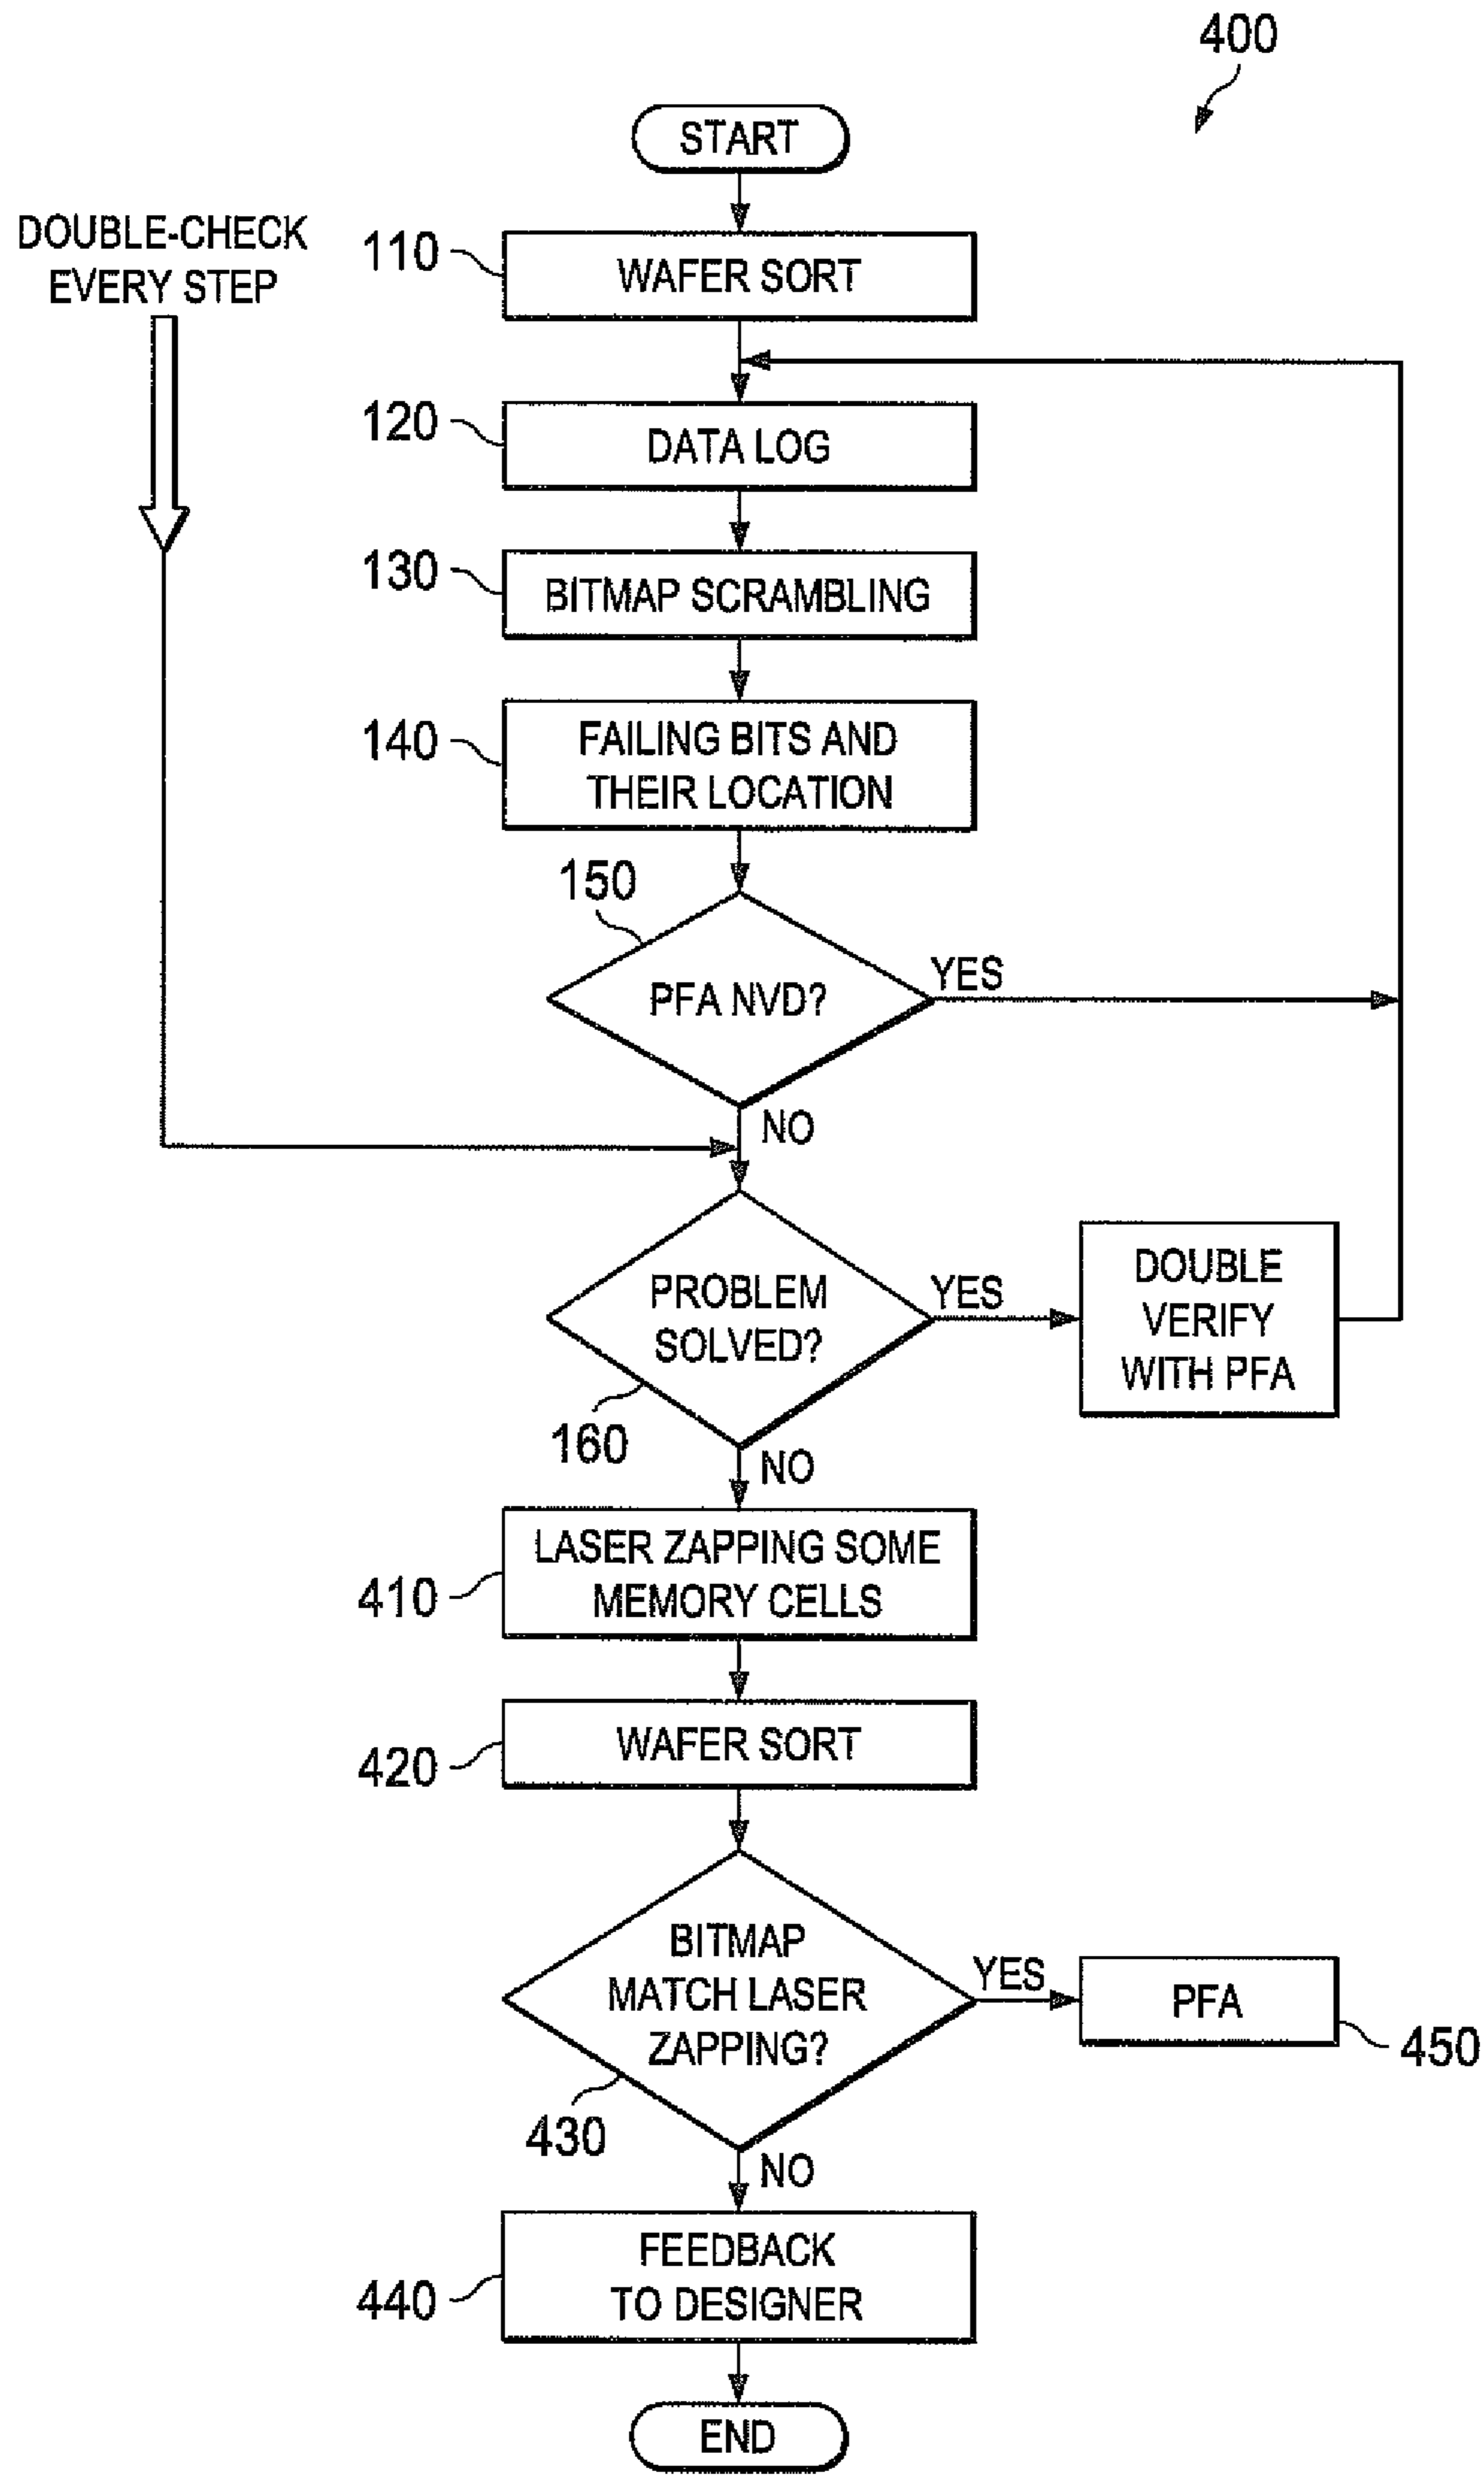 400
START
DOUBLE-CHECK
EVERY STEP
110
WAFER SORT
120
DATA LOG
130
BITMAP SCRAMBLING
140
FAILING BITS AND
THEIR LOCATION
150
PFA NVD?
YES
NO
PROBLEM
SOLVED?
YES
DOUBLE
VERIFY
WITH PFA
160
NO
410
LASER ZAPPING SOME
MEMORY CELLS
420
WAFER SORT
BITMAP
MATCH LASER
ZAPPING?
YES
PFA
450
430
NO
440
FEEDBACK
TO DESIGNER
END